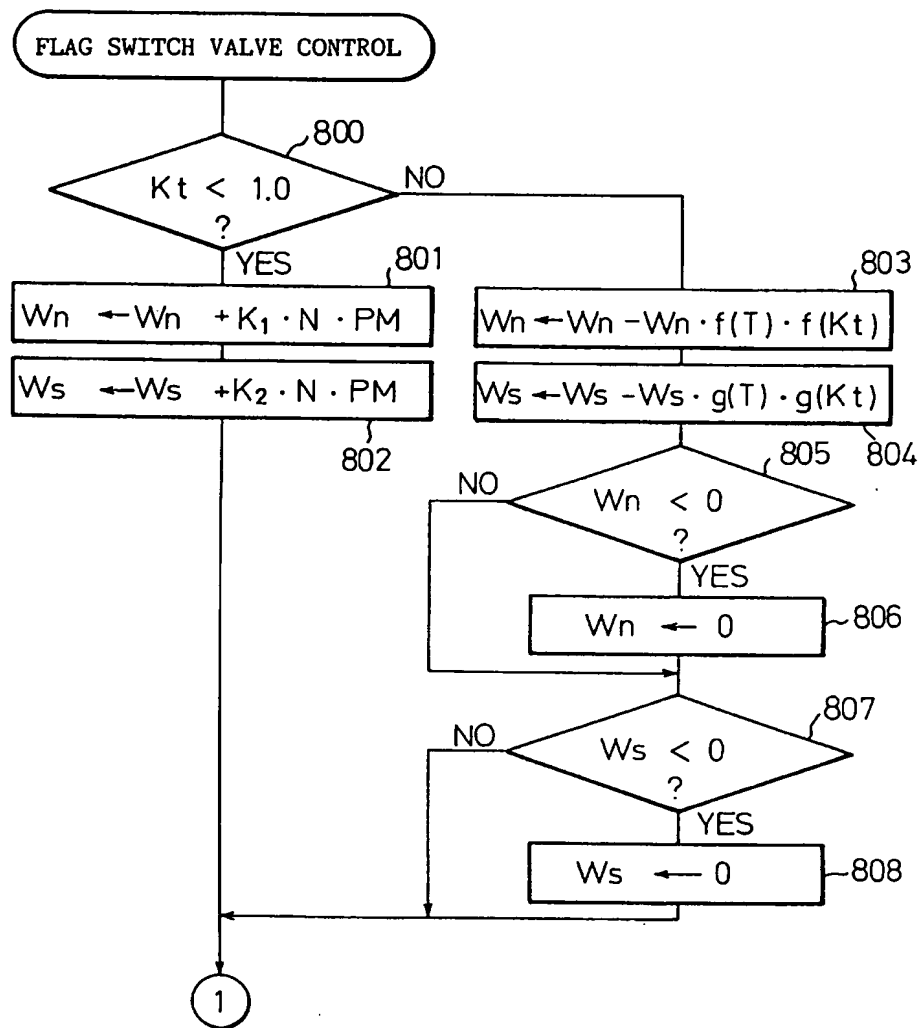 FLAG SWITCH VALVE CONTROL
800
Kt < 1.0
?
NO
YES
801
Wn ← Wn + K₁ · N · PM
Ws ← Ws + K₂ · N · PM
802
803
Wn ← Wn − Wn · f(T) · f(Kt)
Ws ← Ws − Ws · g(T) · g(Kt)
804
805
NO
Wn < 0
?
YES
Wn ← 0
806
807
NO
Ws < 0
?
YES
Ws ← 0
808
1